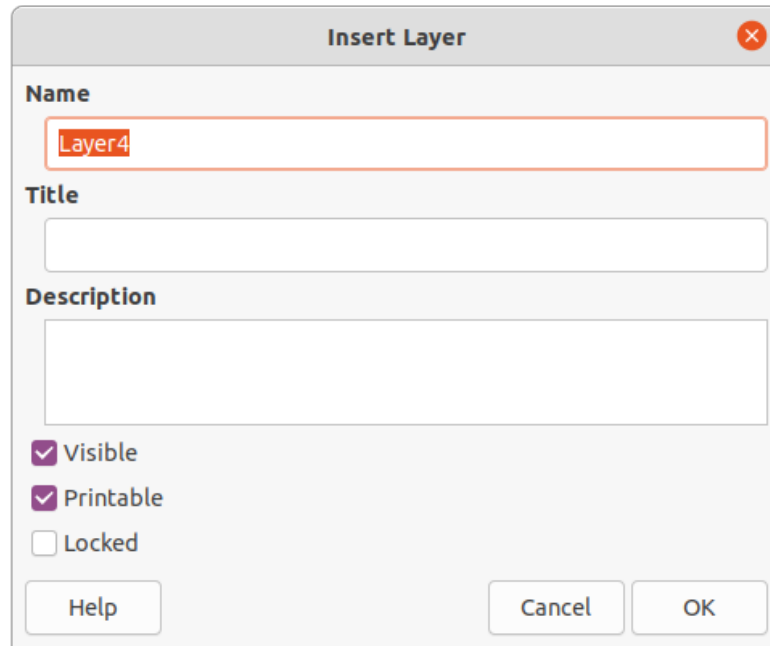 Insert Layer
Name
Layer4
Title
Description
Visible
Printable
Locked
Help Cancel OK